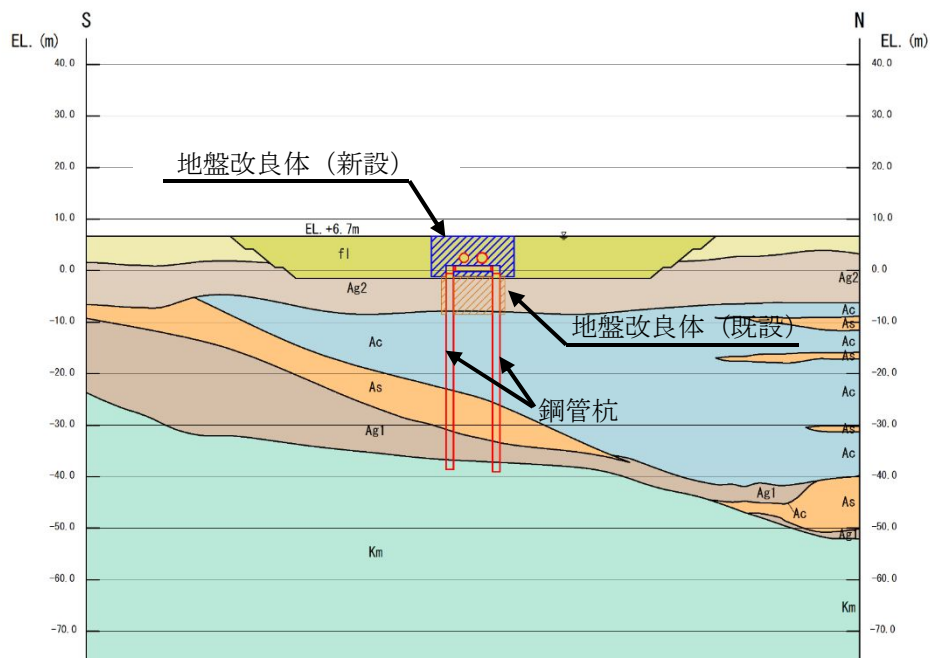 S N
EL. (m) EL. (m)
40.0 40.0
30.0 30.0
20.0 20.0
地盤改良体（新設）
10.0 10.0
EL. +6.7m
fl
0.0 0.0
Ag2 Ag2
Ac
-10.0 As -10.0
地盤改良体（既設）
Ac Ac
As
-20.0 -20.0
As Ac
鋼管杭
-30.0 As -30.0
Ag1
Ac
-40.0 -40.0
Ag1 As
-50.0 Ac -50.0
Ag1
Km
-60.0 -60.0
Km
-70.0 -70.0